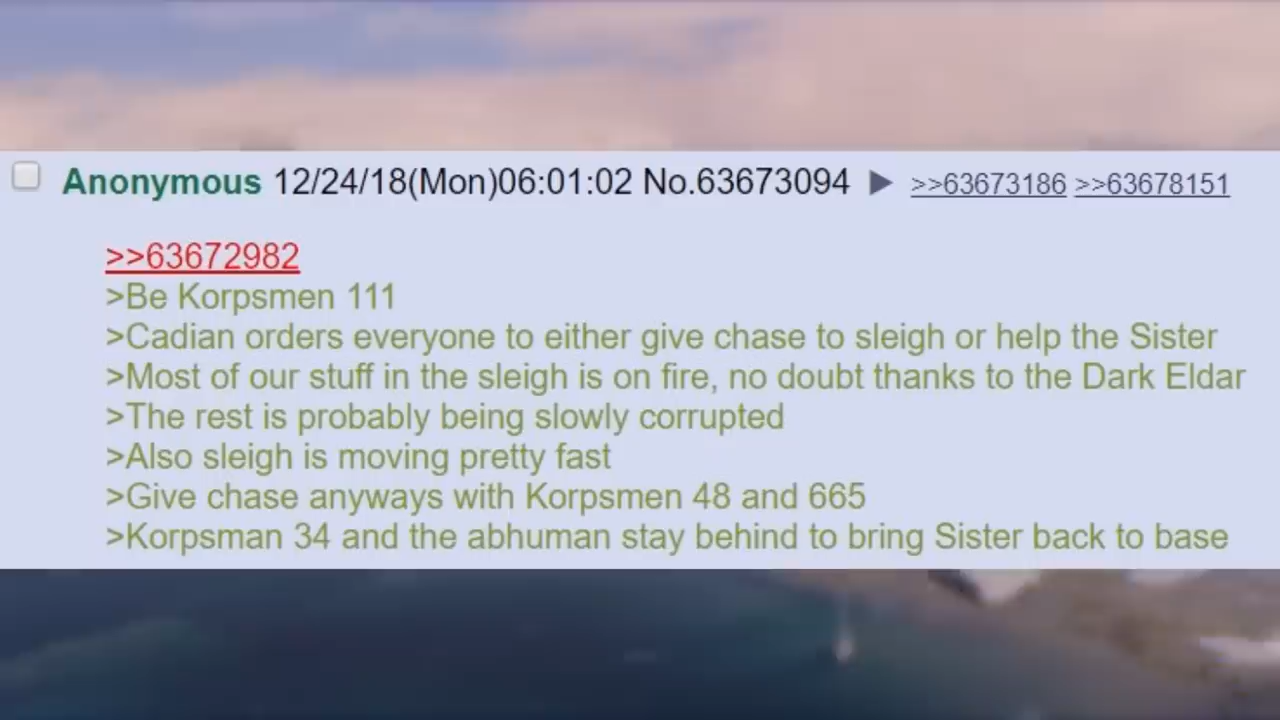 Anonymous 12/24/18(Mon)06:01:02 No.63673094 ▶ >>63673186 >>63678151
>>63672982
>Be Korpsmen 111
>Cadian orders everyone to either give chase to sleigh or help the Sister
>Most of our stuff in the sleigh is on fire, no doubt thanks to the Dark Eldar
>The rest is probably being slowly corrupted
>Also sleigh is moving pretty fast
>Give chase anyways with Korpsmen 48 and 665
>Korpsman 34 and the abhuman stay behind to bring Sister back to base